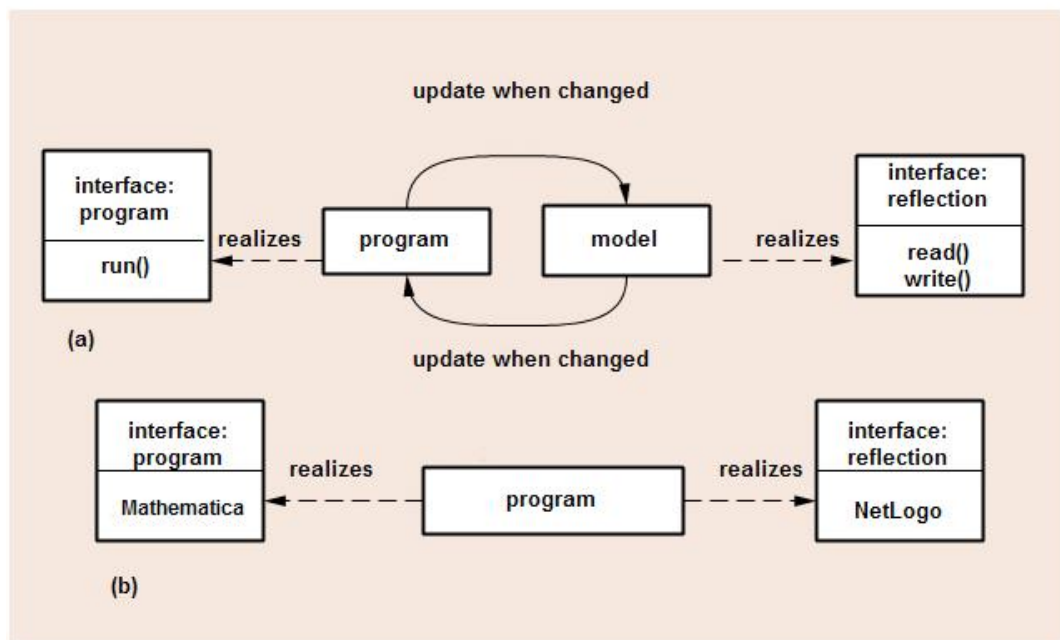 update when changed
interface:
program
run()
realizes
program
model
realizes
interface:
reflection
read()
write()
(a)
update when changed
interface:
program
Mathematica
realizes
program
realizes
interface:
reflection
NetLogo
(b)